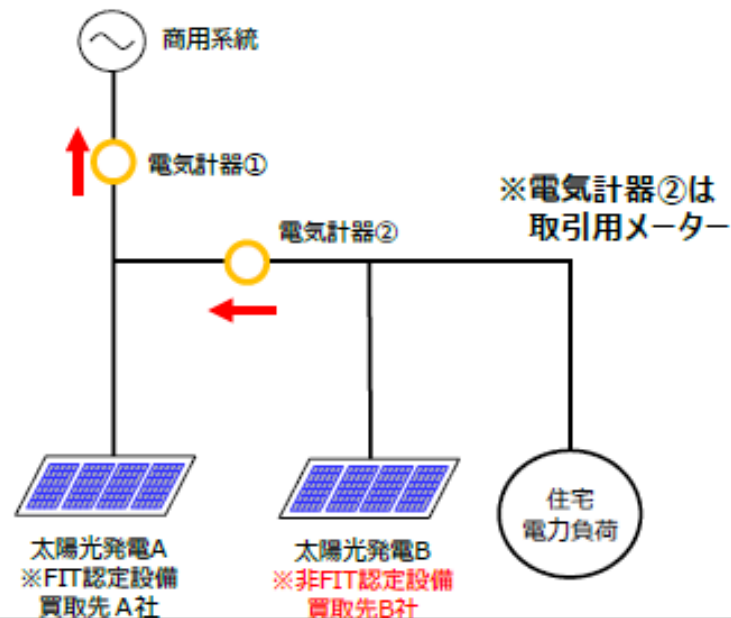 商用系統
電気計器①
※電気計器②は
取引用メーター
電気計器②
住宅
電力負荷
太陽光発電A
※FIT認定設備
買取先A社
太陽光発電B
※非FIT認定設備
買取先B社